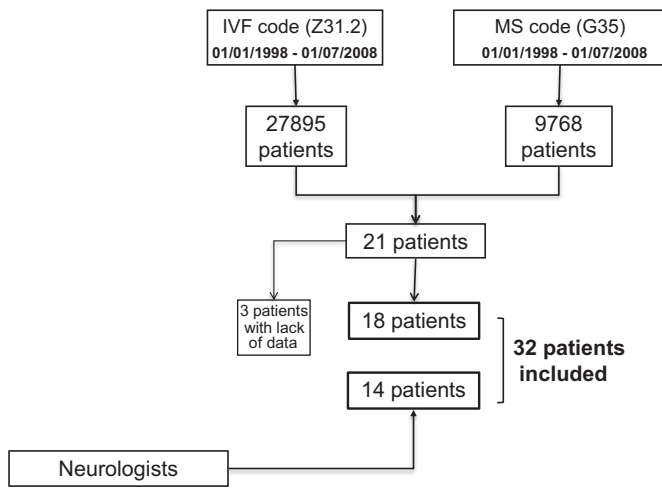 IVF code (Z31.2)
01/01/1998 - 01/07/2008
MS code (G35)
01/01/1998 - 01/07/2008
27895
patients
9768
patients
21 patients
3 patients
with lack
of data
18 patients
32 patients
included
14 patients
Neurologists